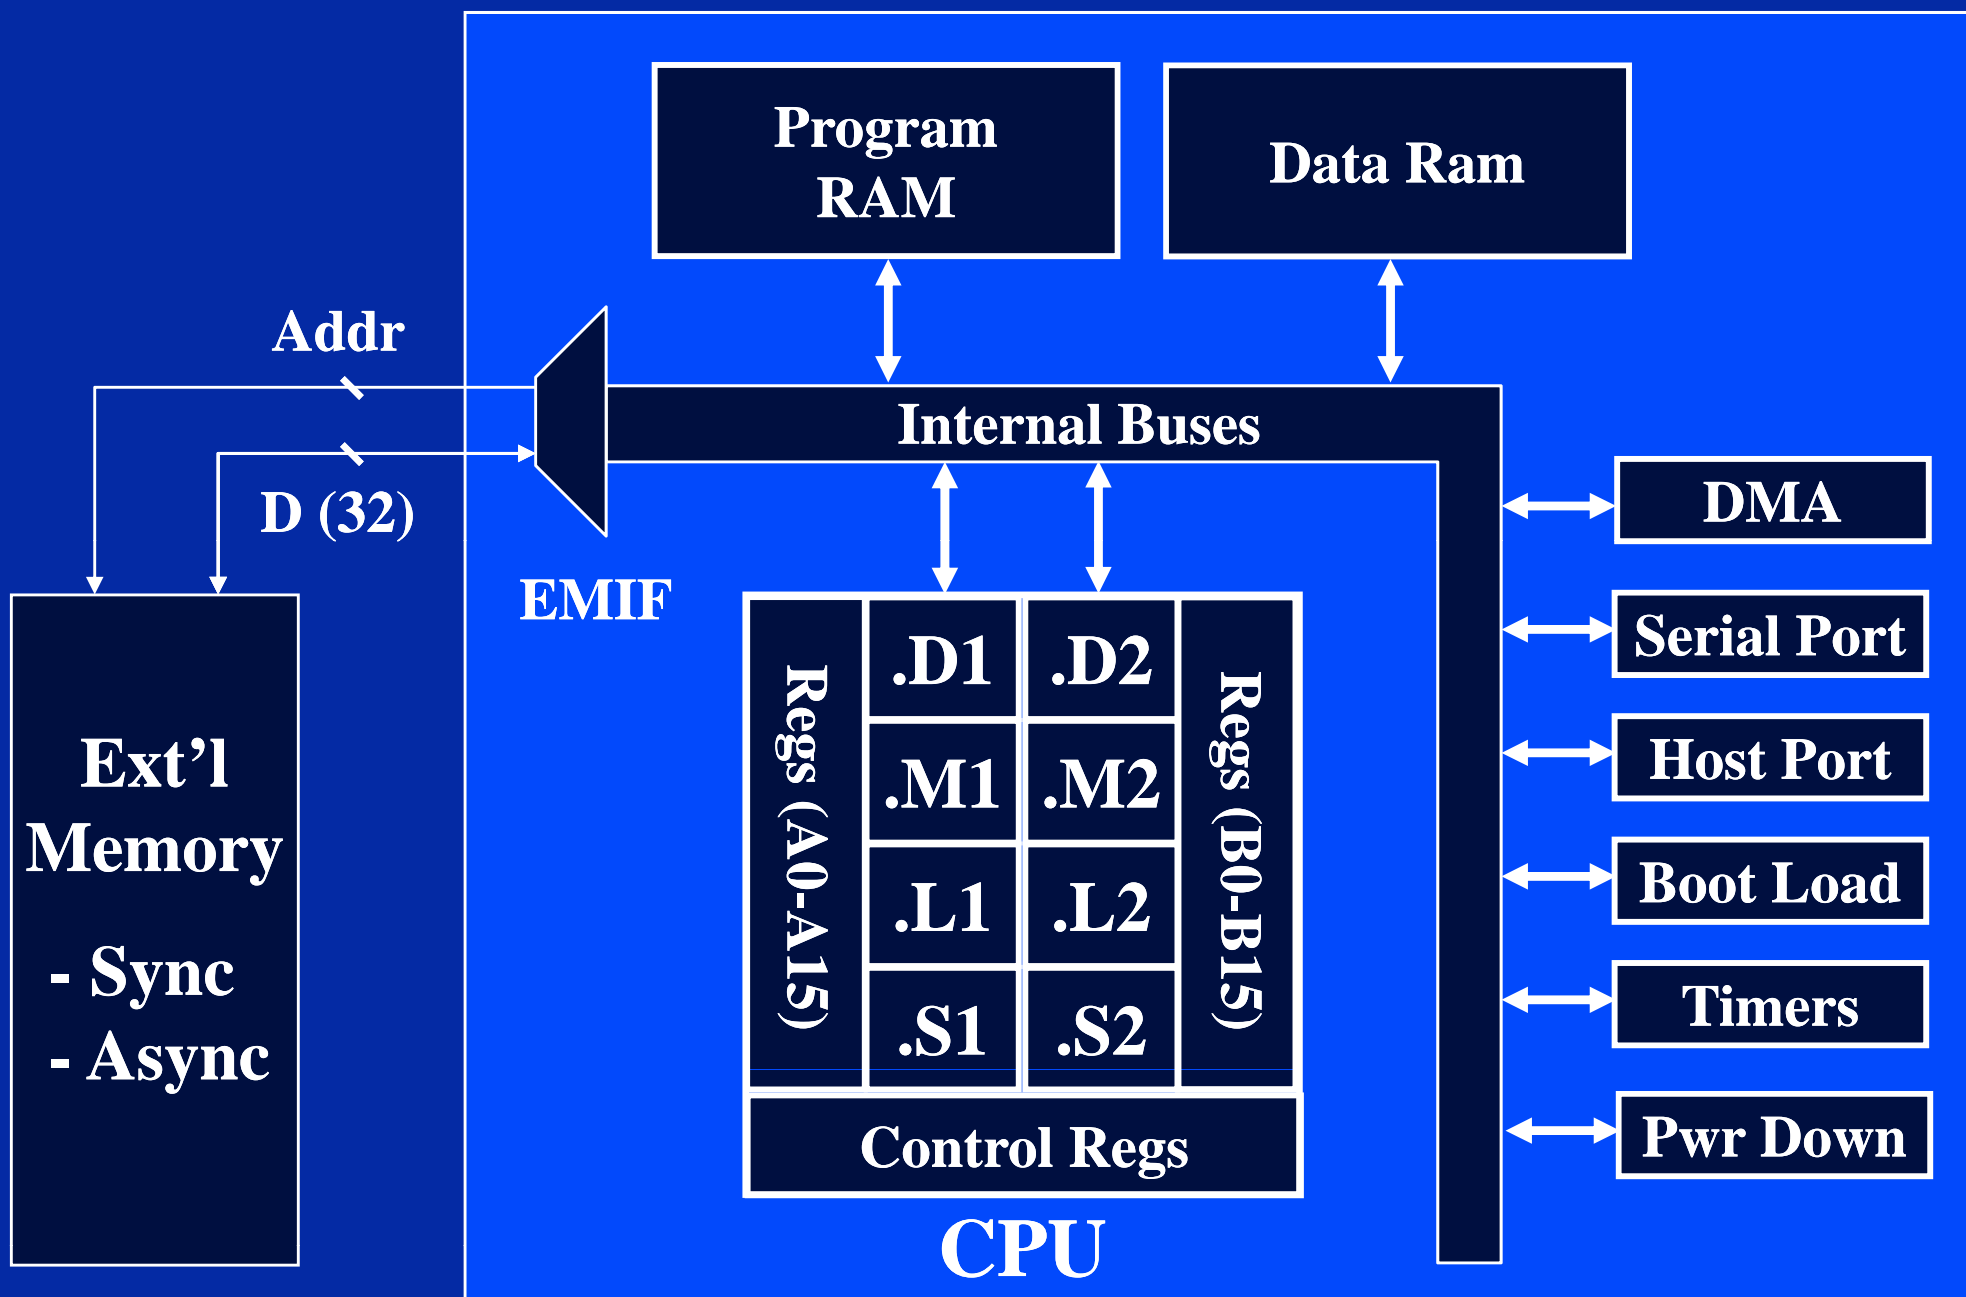 Program
RAM
Data Ram
Addr
Internal Buses
D (32)
EMIF
DMA
Serial Port
Host Port
Boot Load
Timers
Pwr Down
Ext’l
Memory
- Sync
- Async
Regs (A0-A15)
.D1
.D2
.M1
.M2
.L1
.L2
.S1
.S2
Regs (B0-B15)
Control Regs
CPU